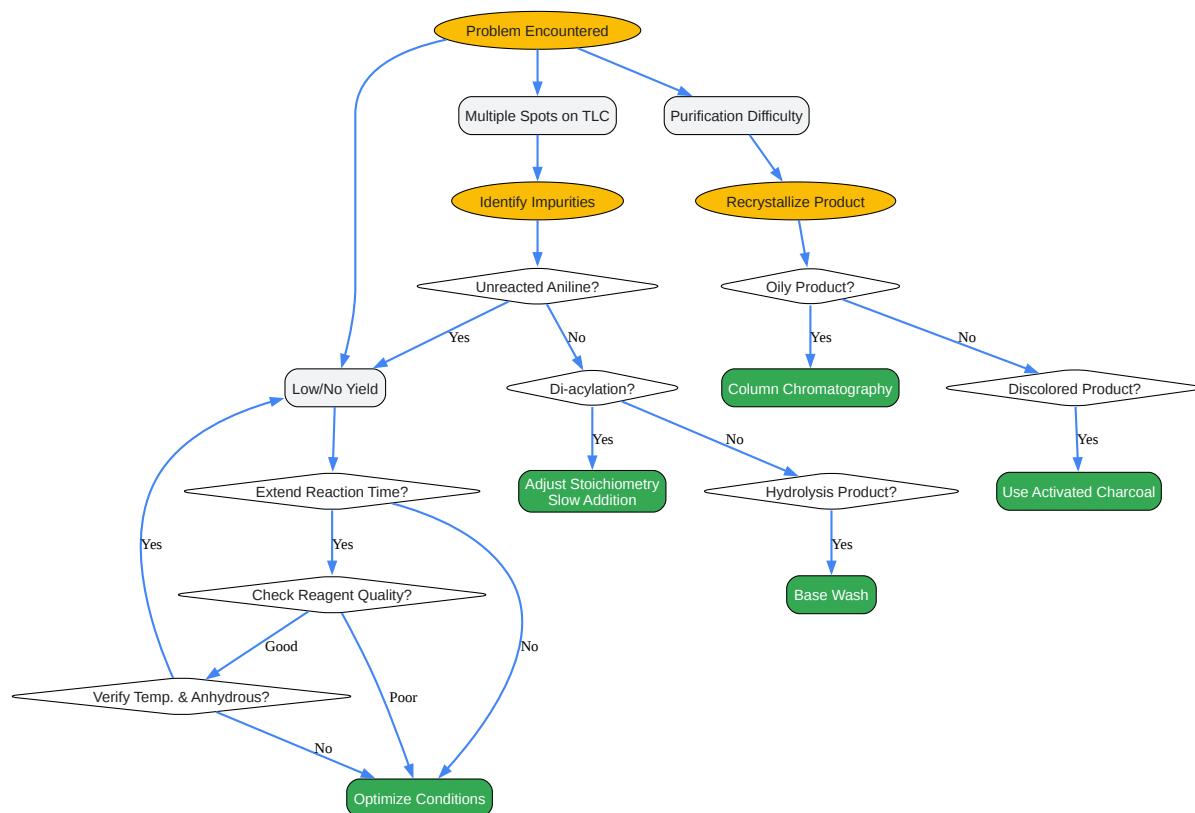 Problem Encountered
Multiple Spots on TLC
Purification Difficulty
Identify Impurities
Recrystallize Product
Unreacted Aniline?
Oily Product?
Yes
No
Yes
No
Low/No Yield
Di-acylation?
Column Chromatography
Discolored Product?
Yes
No
Yes
Extend Reaction Time?
Adjust Stoichiometry
Slow Addition
Hydrolysis Product?
Use Activated Charcoal
Yes
Yes
Yes
Check Reagent Quality?
Base Wash
Good
No
Verify Temp. & Anhydrous?
Poor
No
Optimize Conditions